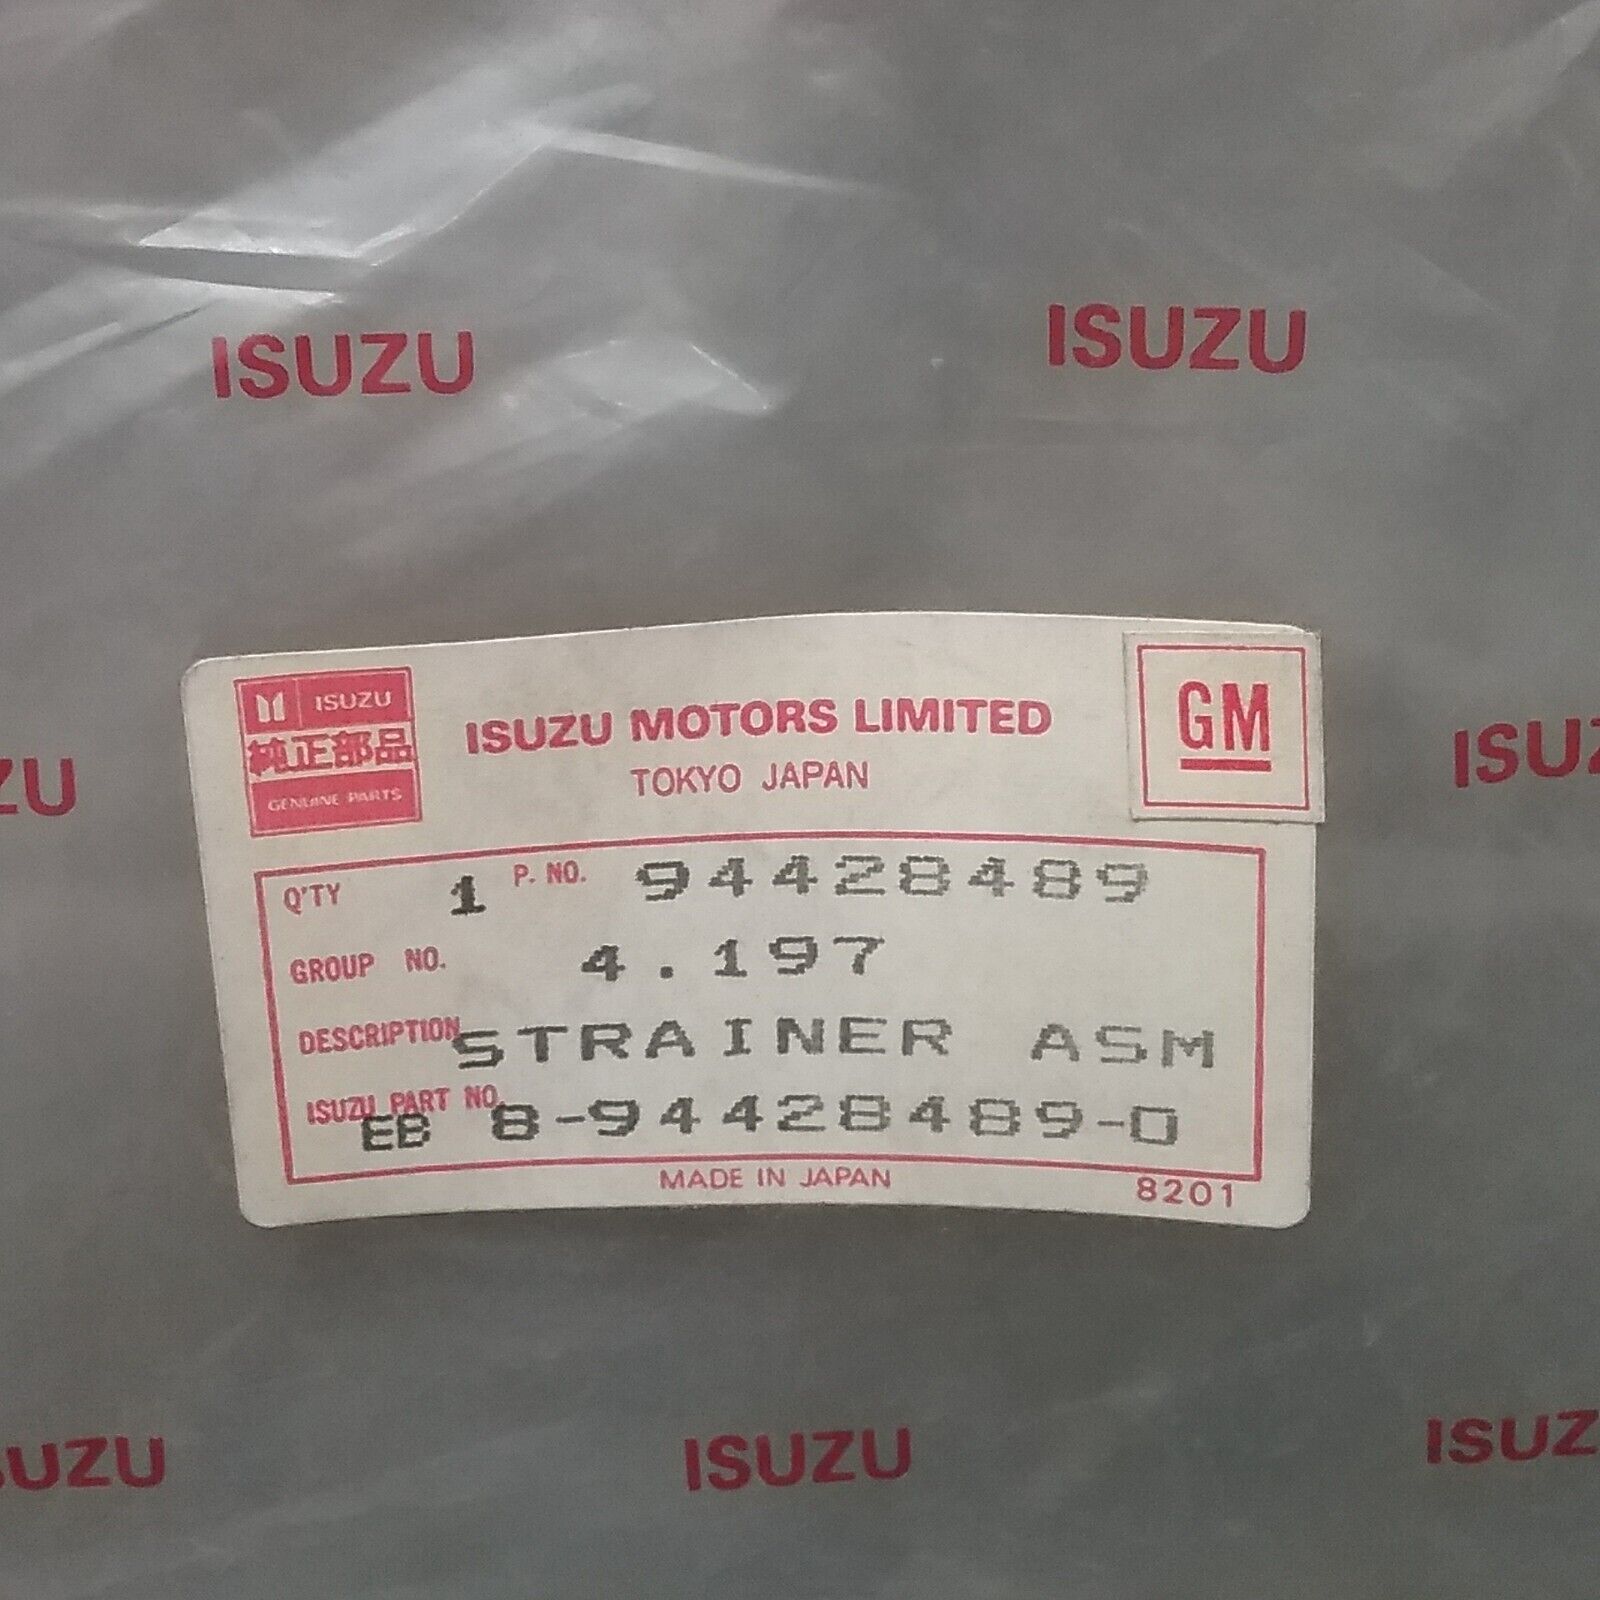 ISUZU
ISUZU
ISUZU
純正部品
GENUINE PARTS
ISUZU MOTORS LIMITED
TOKYO JAPAN
GM
Q'TY 1 P. NO. 94428489
GROUP NO. 4.197
DESCRIPTION STRAINER ASM
ISUZU PART NO.
EB 8-94428489-0
MADE IN JAPAN
8201
ZU
ISUZ
SUZU
ISUZU
ISUZ